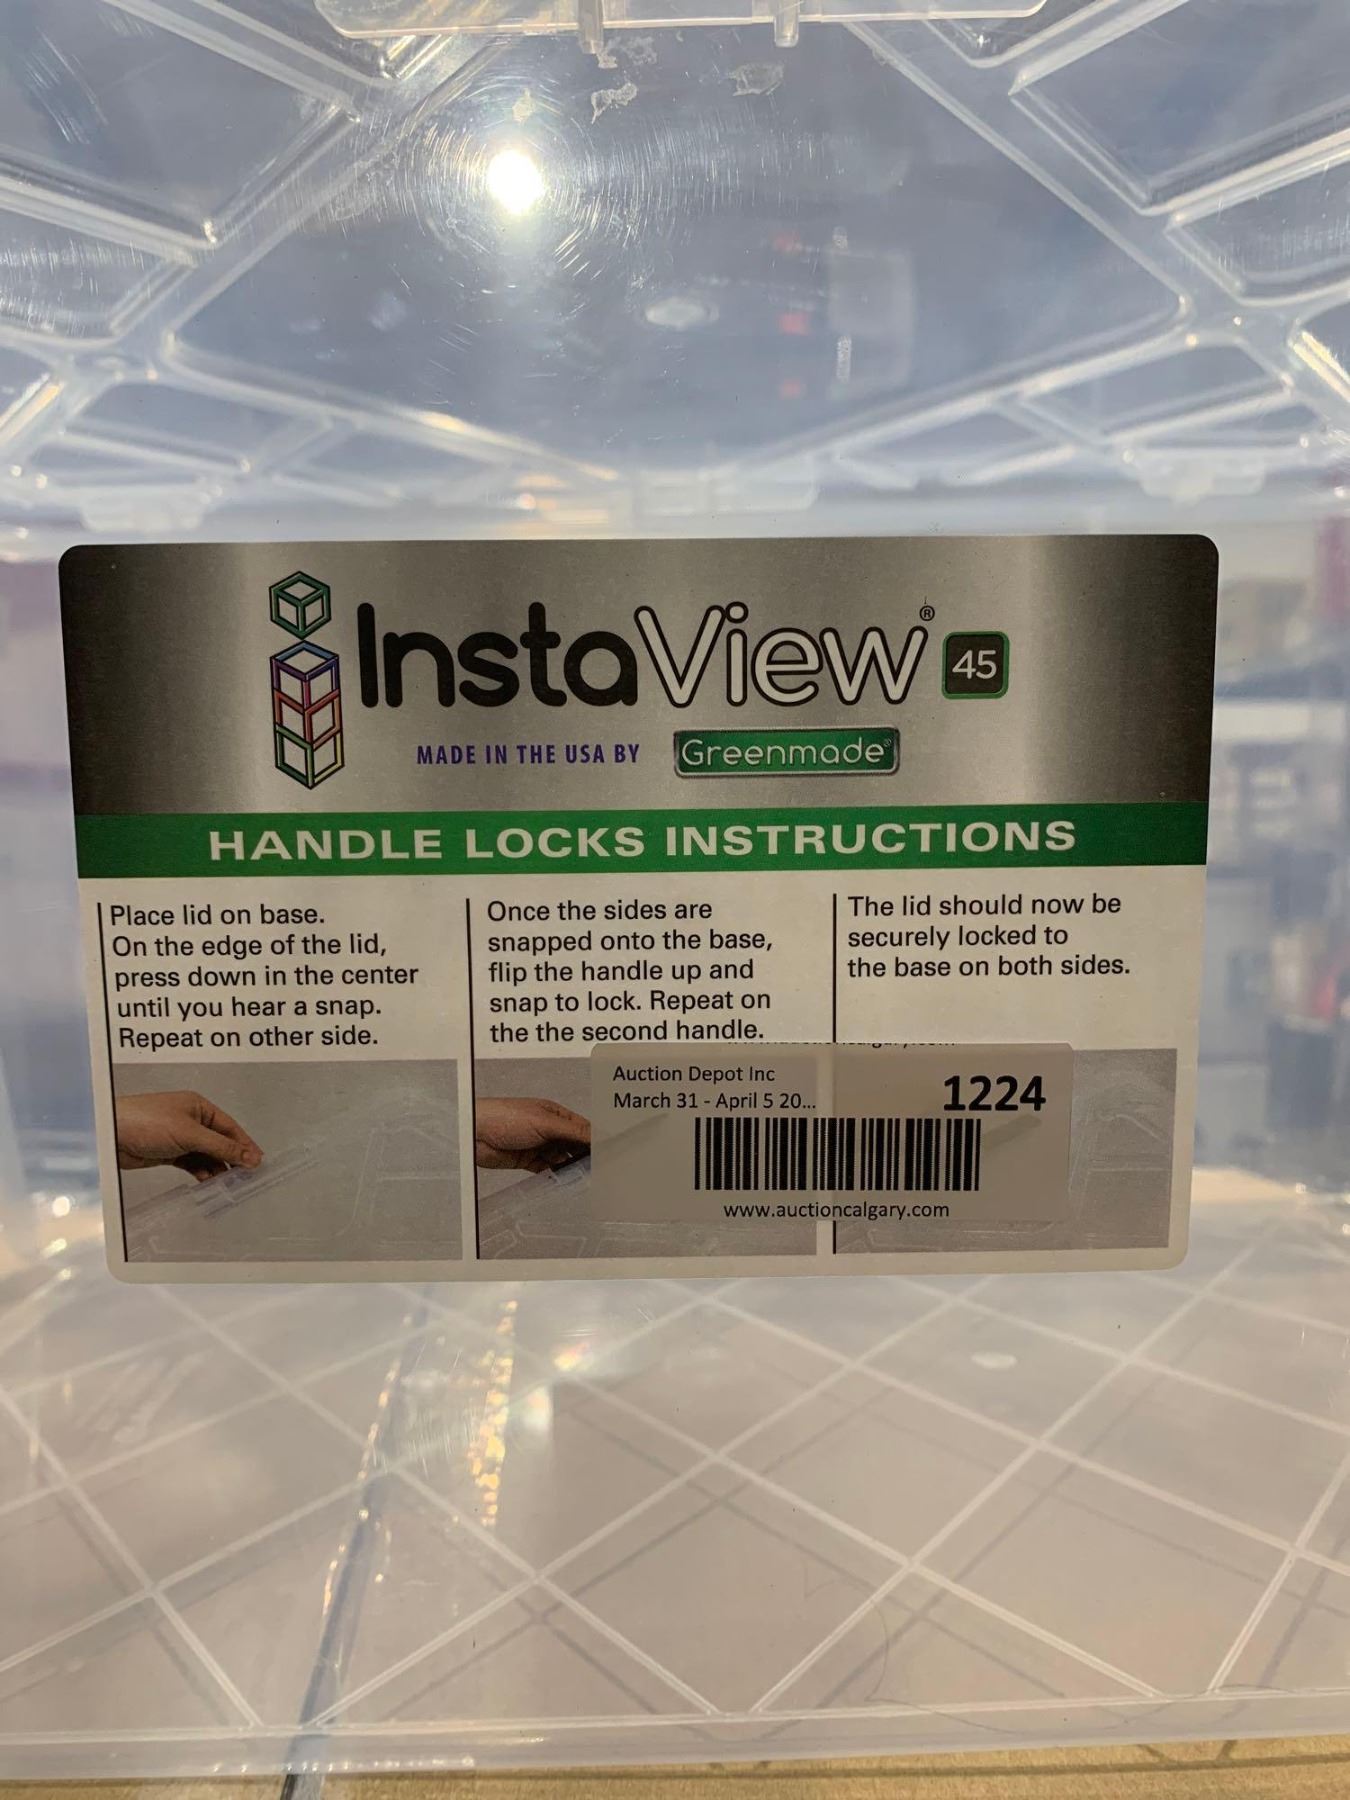 InstaView® 45
MADE IN THE USA BY Greenmade®
HANDLE LOCKS INSTRUCTIONS
Place lid on base.
On the edge of the lid,
press down in the center
until you hear a snap.
Repeat on other side.
Once the sides are
snapped onto the base,
flip the handle up and
snap to lock. Repeat on
the the second handle.
The lid should now be
securely locked to
the base on both sides.
Auction Depot Inc
March 31 - April 5 20...
1224
www.auctioncalgary.com